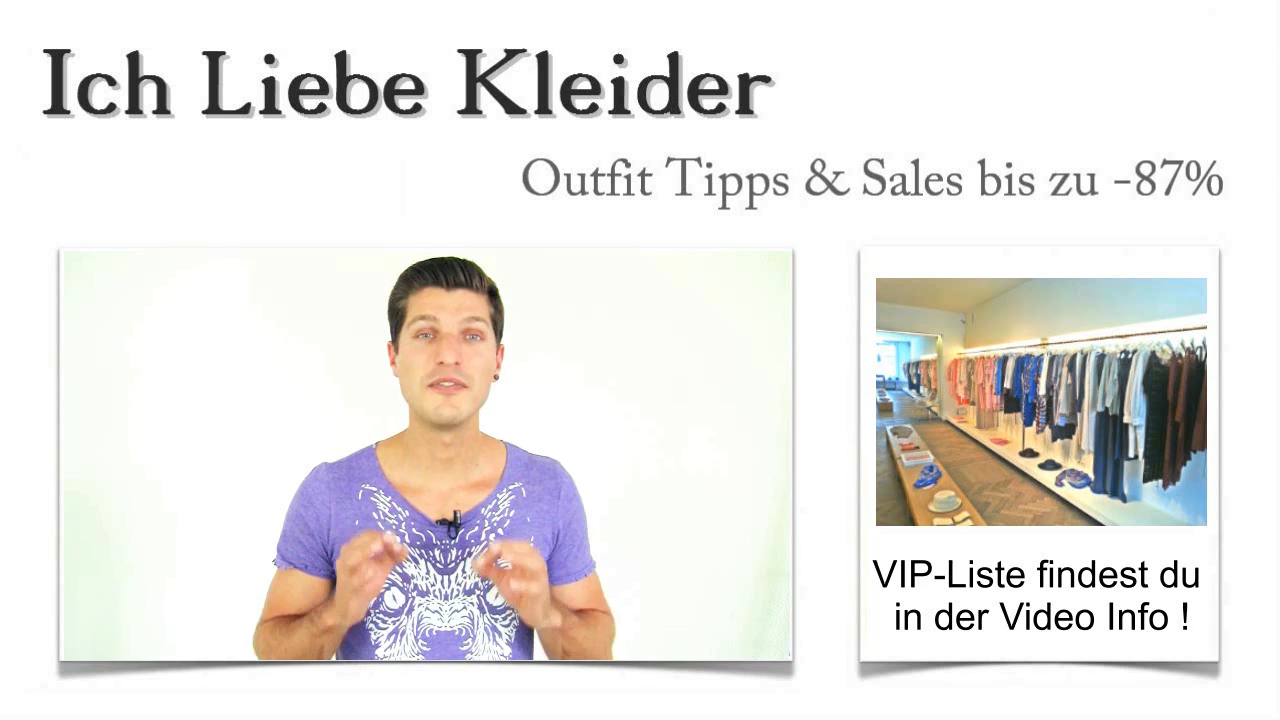 Ich Liebe Kleider
Outfit Tipps & Sales bis zu -87%
VIP-Liste findest du
in der Video Info !